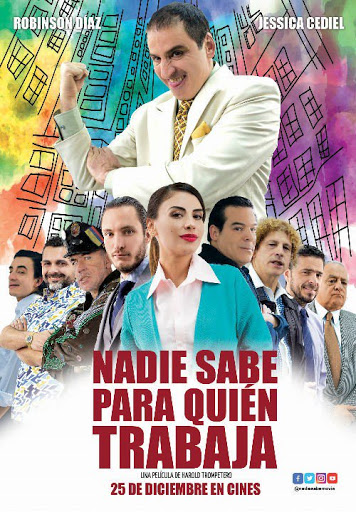 ROBINSON DÍAZ
JESSICA CEDIEL
NADIE SABE
PARA QUIÉN
TRABAJA
UNA PELÍCULA DE HAROLD TROMPETERO
25 DE DICIEMBRE EN CINES
@nadiesabemovie